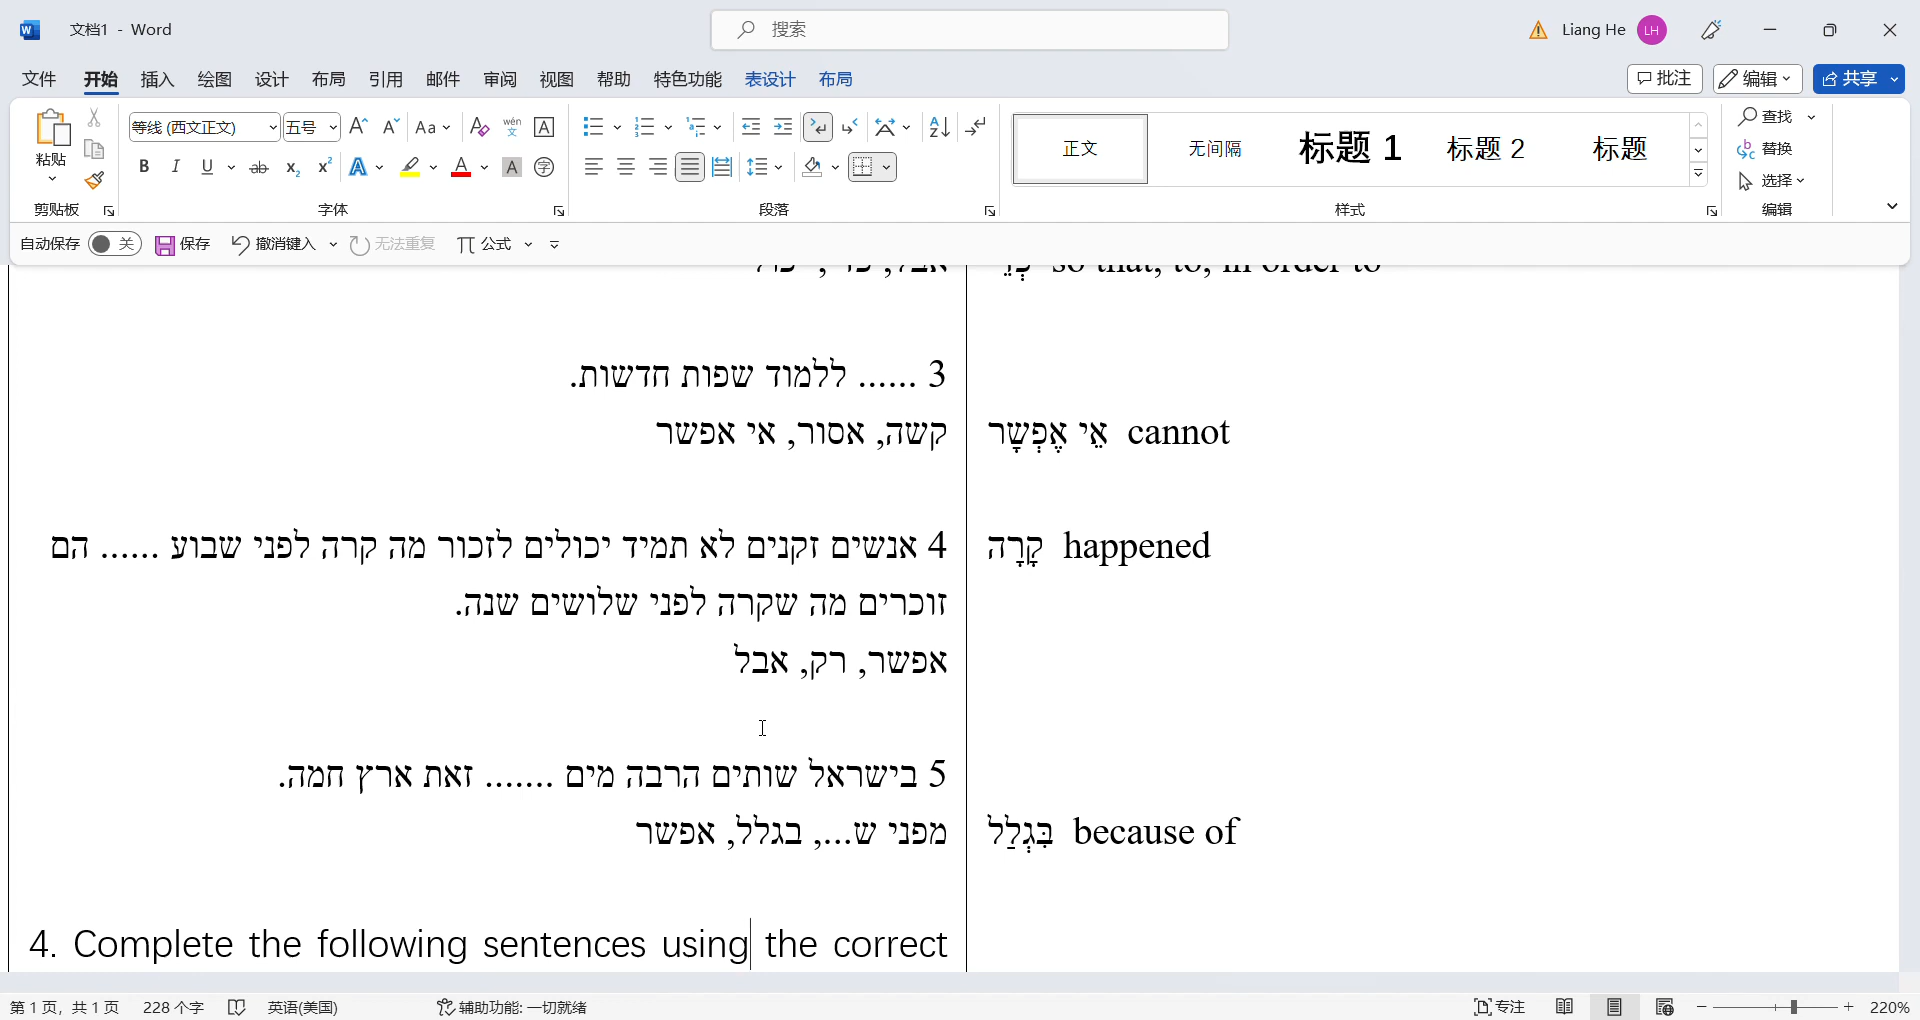 文档1 - Word
搜索
Liang He
LH
文件 开始 插入 绘图 设计 布局 引用 邮件 审阅 视图 帮助 特色功能 表设计 布局
批注 编辑 共享
粘贴
剪贴板
等线 (西文正文) 五号
字体
段落
正文 无间隔 标题 1 标题 2 标题
样式
查找
替换
选择
编辑
自动保存 关 保存 撤消键入 无法重复 公式
so that, to, in order to
3 ...... ללמוד שפות חדשות.
קשה, אסור, אי אפשר
אֵי אֶפְשָׁר cannot
4 אנשים זקנים לא תמיד יכולים לזכור מה קרה לפני שבוע ...... הם
קָרָה happened
זוכרים מה שקרה לפני שלושים שנה.
אפשר, רק, אבל
5 בישראל שותים הרבה מים ....... זאת ארץ חמה.
מפני ש..., בגלל, אפשר
בִּגְלַל because of
4. Complete the following sentences using the correct
第 1 页，共 1 页 228 个字 英语(美国) 辅助功能: 一切就绪 专注 220%